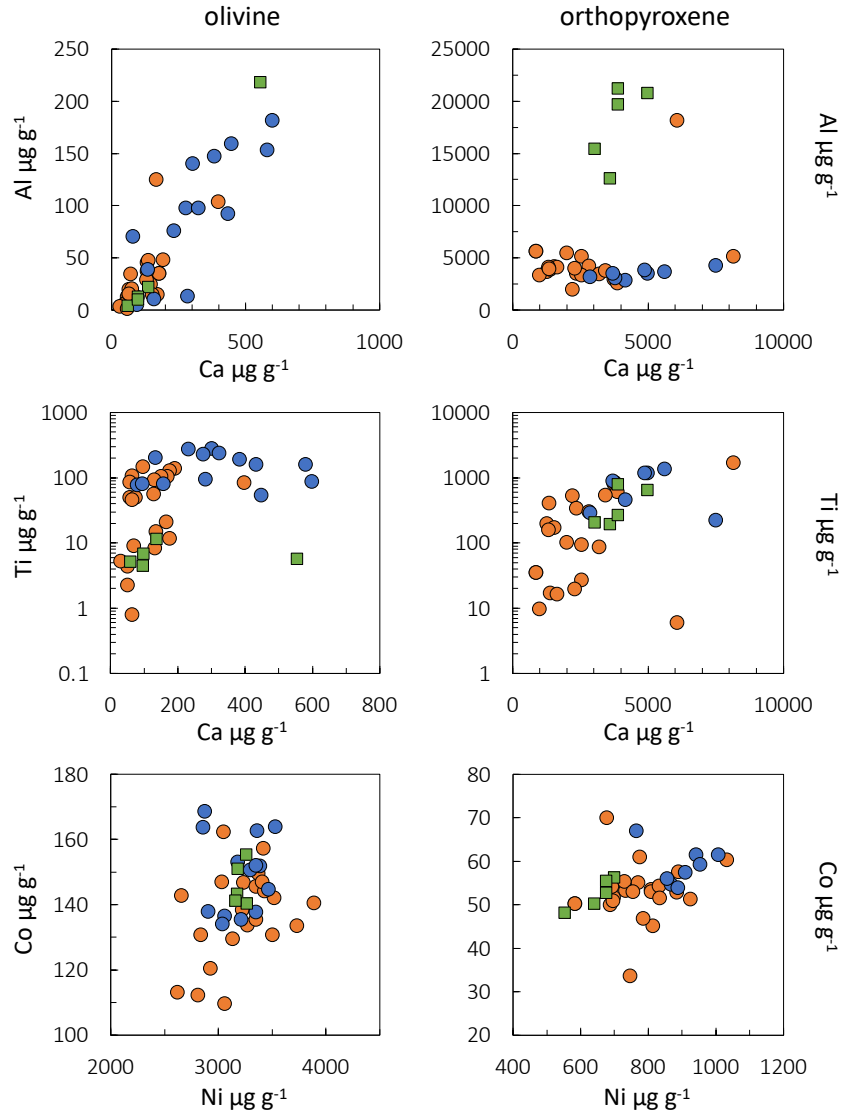 olivine orthopyroxene
250
200
150
100
50
0
Al µg g⁻¹
0 500 1000
Ca µg g⁻¹
25000
20000
15000
10000
5000
0
Al µg g⁻¹
0 5000 10000
Ca µg g⁻¹
1000
100
10
1
0.1
Ti µg g⁻¹
0 200 400 600 800
Ca µg g⁻¹
10000
1000
100
10
1
Ti µg g⁻¹
0 5000 10000
Ca µg g⁻¹
180
160
140
120
100
Co µg g⁻¹
2000 3000 4000
Ni µg g⁻¹
80
70
60
50
40
30
20
Co µg g⁻¹
400 600 800 1000 1200
Ni µg g⁻¹